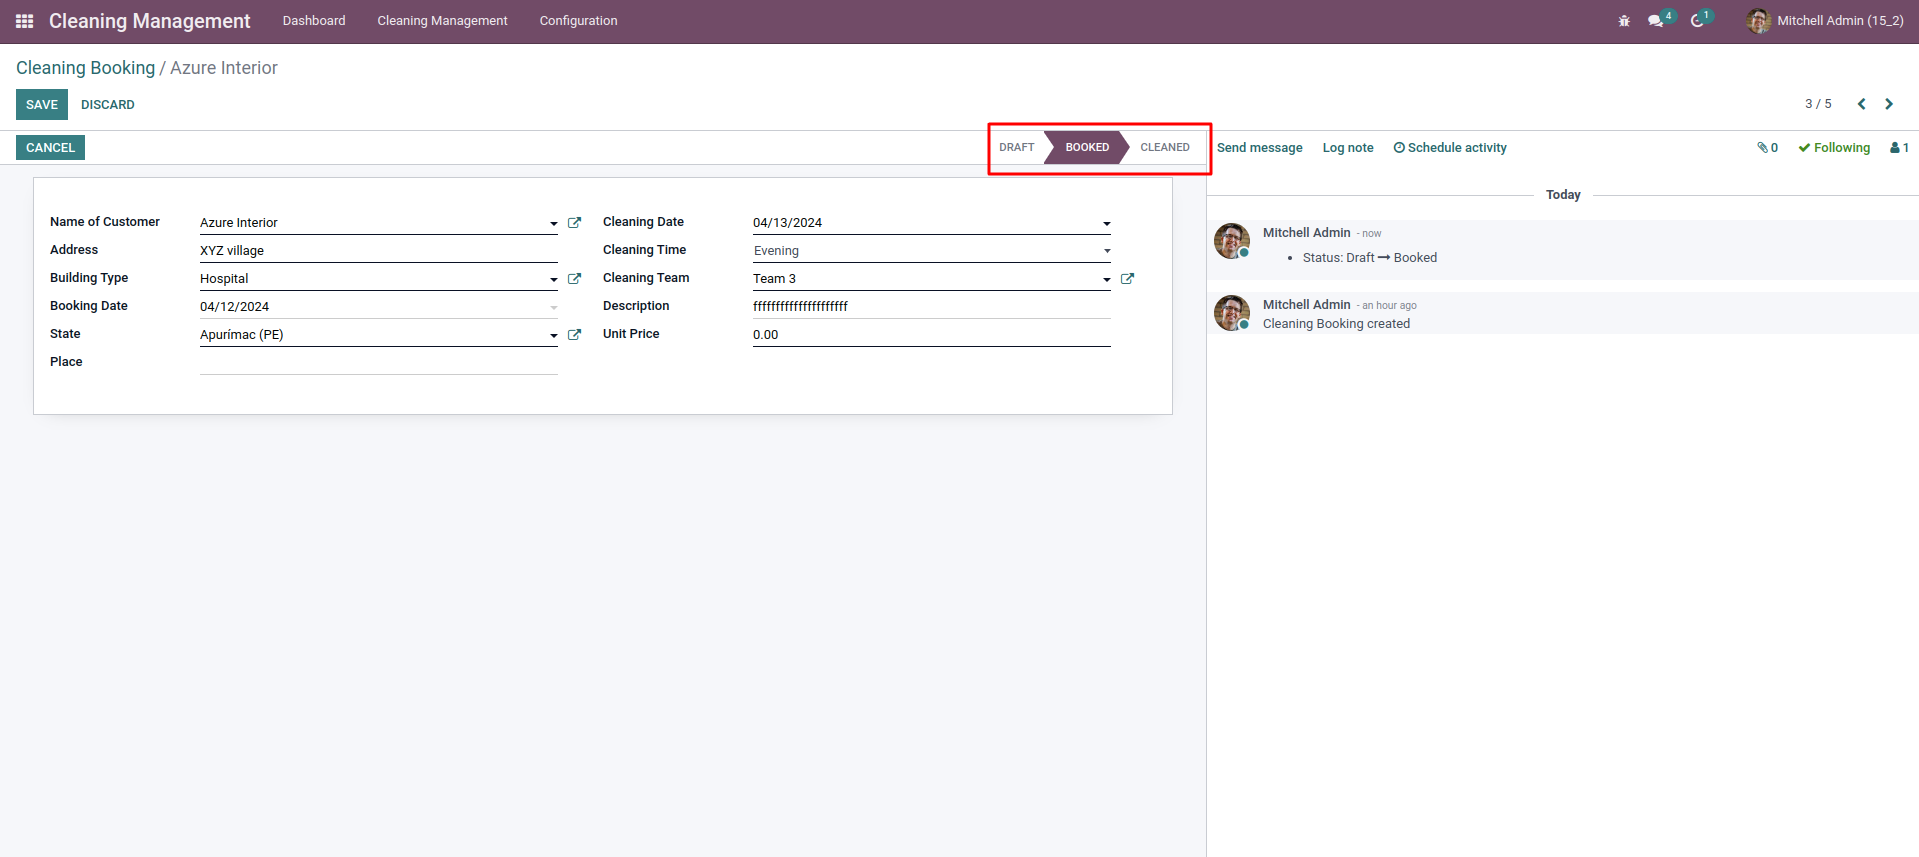 Cleaning Management Dashboard Cleaning Management Configuration 4 1 Mitchell Admin (15_2)
Cleaning Booking / Azure Interior
SAVE DISCARD 3 / 5
CANCEL DRAFT BOOKED CLEANED Send message Log note Schedule activity 0 Following 1
Name of Customer Azure Interior
Address XYZ village
Building Type Hospital
Booking Date 04/12/2024
State Apurímac (PE)
Place
Cleaning Date 04/13/2024
Cleaning Time Evening
Cleaning Team Team 3
Description fffffffffffffffffffff
Unit Price 0.00
Today
Mitchell Admin - now
• Status: Draft → Booked
Mitchell Admin - an hour ago
Cleaning Booking created